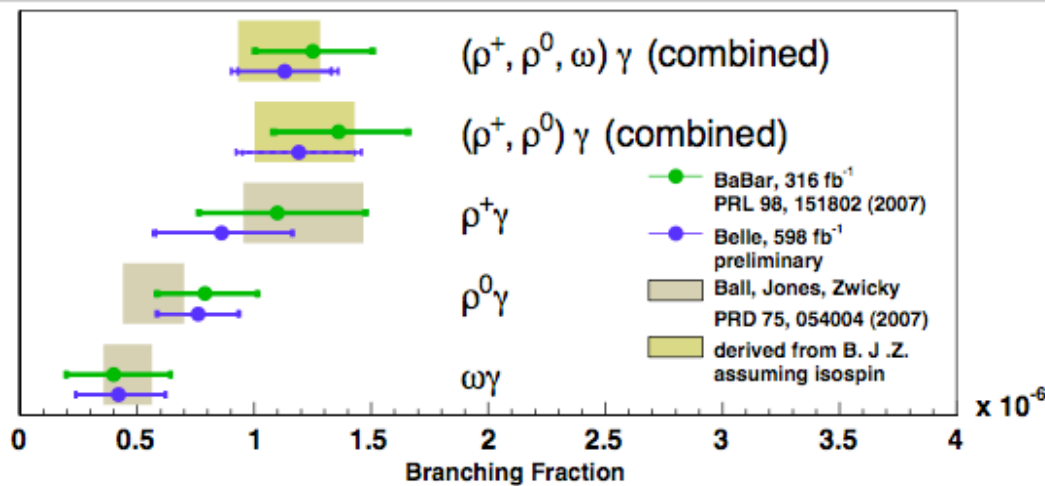 (ρ⁺, ρ⁰, ω) γ (combined)
(ρ⁺, ρ⁰) γ (combined)
ρ⁺γ
ρ⁰γ
ωγ
BaBar, 316 fb⁻¹
PRL 98, 151802 (2007)
Belle, 598 fb⁻¹
preliminary
Ball, Jones, Zwicky
PRD 75, 054004 (2007)
derived from B. J .Z.
assuming isospin
0 0.5 1 1.5 2 2.5 3 3.5 4
x 10⁻⁶
Branching Fraction